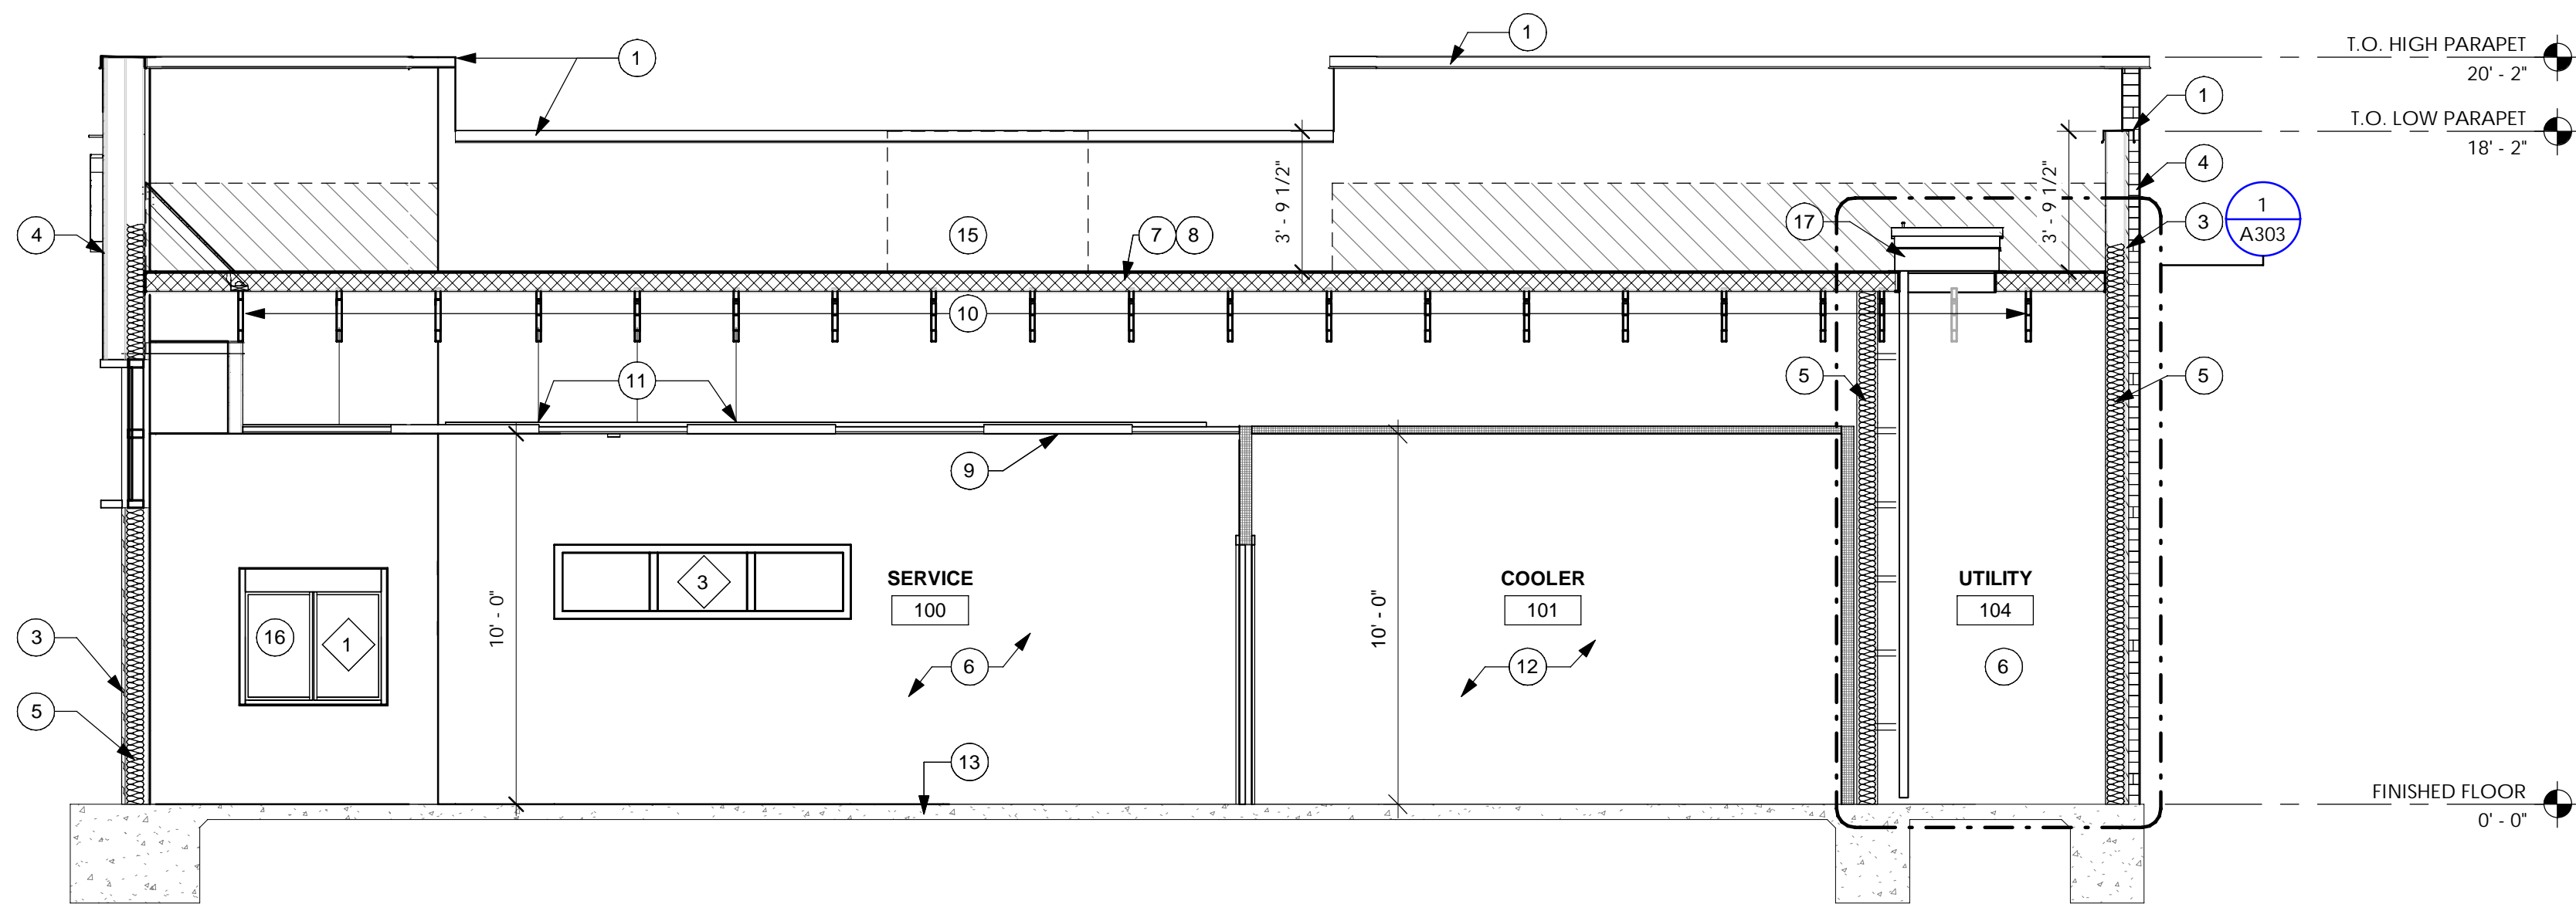 1
1
T.O. HIGH PARAPET
20' - 2"
1
T.O. LOW PARAPET
18' - 2"
4
1
A303
3
17
4
15
7
8
3' - 9 1/2"
3' - 9 1/2"
10
11
5
5
9
3
SERVICE
100
COOLER
101
UTILITY
104
10' - 0"
10' - 0"
16
1
3
6
12
6
5
13
FINISHED FLOOR
0' - 0"